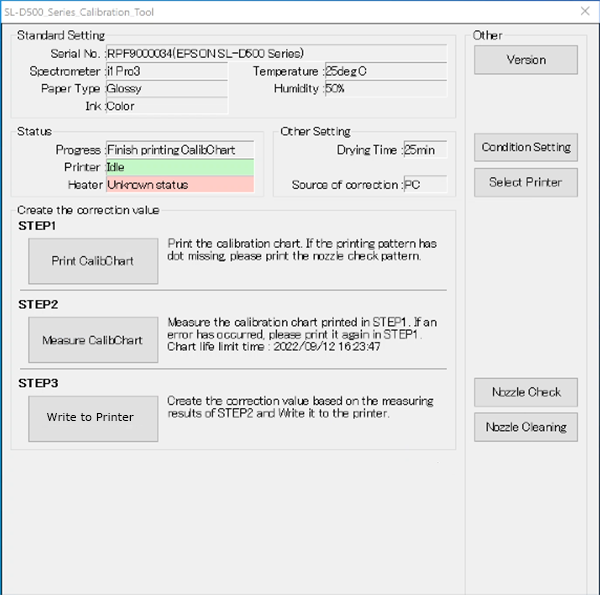 SL-D500_Series_Calibration_Tool
Standard Setting
Serial No. :RPF9000034(EPSON SL-D500 Series)
Spectrometer :i1 Pro3 Temperature :25deg C
Paper Type :Glossy Humidity :50%
Ink :Color
Status
Progress :Finish printing CalibChart
Printer :Idle
Heater :Unknown status
Other Setting
Drying Time :25min
Source of correction :PC
Create the correction value
STEP1
Print CalibChart
Print the calibration chart. If the printing pattern has
dot missing, please print the nozzle check pattern.
STEP2
Measure CalibChart
Measure the calibration chart printed in STEP1. If an
error has occurred, please print it again in STEP1.
Chart life limit time : 2022/09/12 16:23:47
STEP3
Write to Printer
Create the correction value based on the measuring
results of STEP2 and Write it to the printer.
Other
Version
Condition Setting
Select Printer
Nozzle Check
Nozzle Cleaning